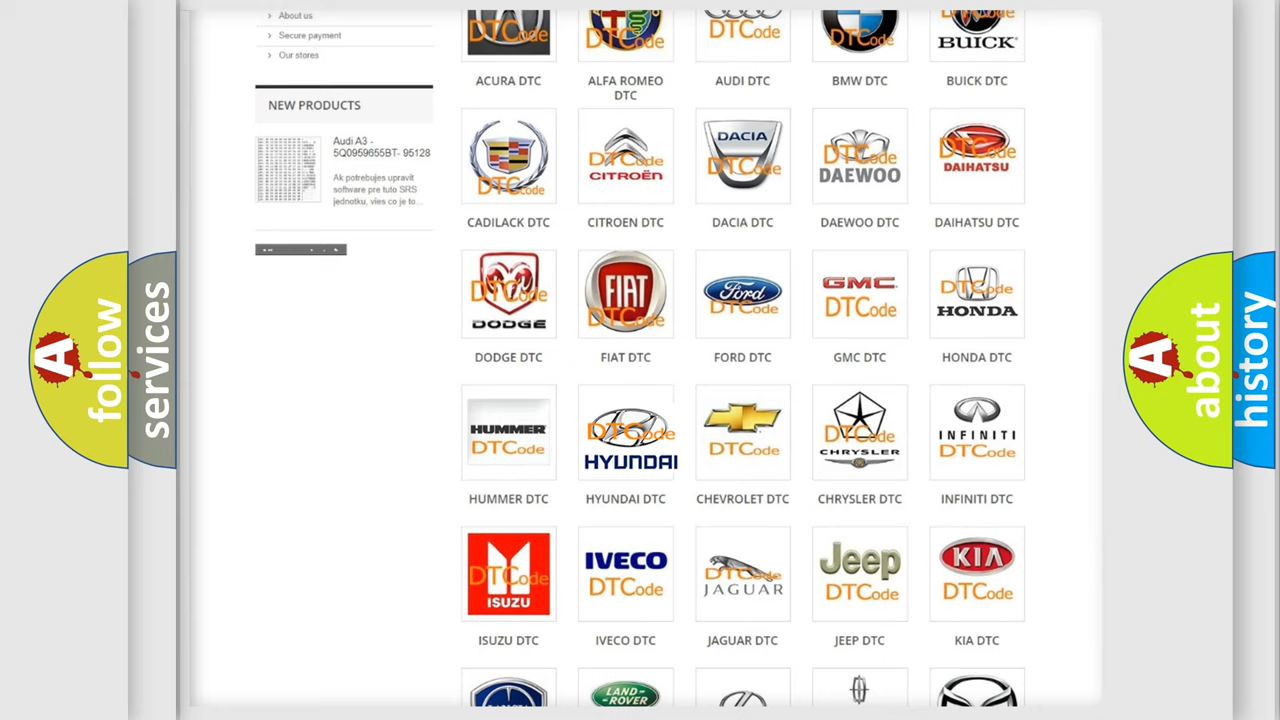 About us
Secure payment
Our stores
NEW PRODUCTS
Audi A3 -
5Q0959655BT- 95128
Ak potrebujes upravit
software pre tuto SRS
jednotku, vies co je to...
DTCode
DTCode
DTCode
DTCode
BUICK
ACURA DTC
ALFA ROMEO
DTC
AUDI DTC
BMW DTC
BUICK DTC
DTCode
DTCode
CITROËN
DACIA
DTCode
DTCode
DAEWOO
DTCode
DAIHATSU
CADILACK DTC
CITROEN DTC
DACIA DTC
DAEWOO DTC
DAIHATSU DTC
DTCode
DODGE
FIAT
DTCode
Ford
DTCode
GMC
DTCode
DTCode
HONDA
DODGE DTC
FIAT DTC
FORD DTC
GMC DTC
HONDA DTC
HUMMER
DTCode
DTCode
HYUNDAI
DTCode
DTCode
CHRYSLER
INFINITI
DTCode
HUMMER DTC
HYUNDAI DTC
CHEVROLET DTC
CHRYSLER DTC
INFINITI DTC
DTCode
ISUZU
IVECO
DTCode
DTCode
JAGUAR
Jeep
DTCode
KIA
DTCode
ISUZU DTC
IVECO DTC
JAGUAR DTC
JEEP DTC
KIA DTC
LAND-
ROVER
A follow
services
A about
history